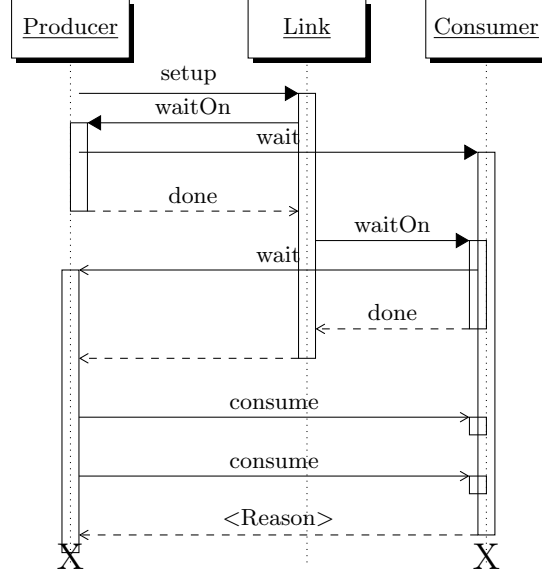 Producer
Link
Consumer
setup
waitOn
wait
done
waitOn
wait
done
consume
consume
<Reason>
X
X